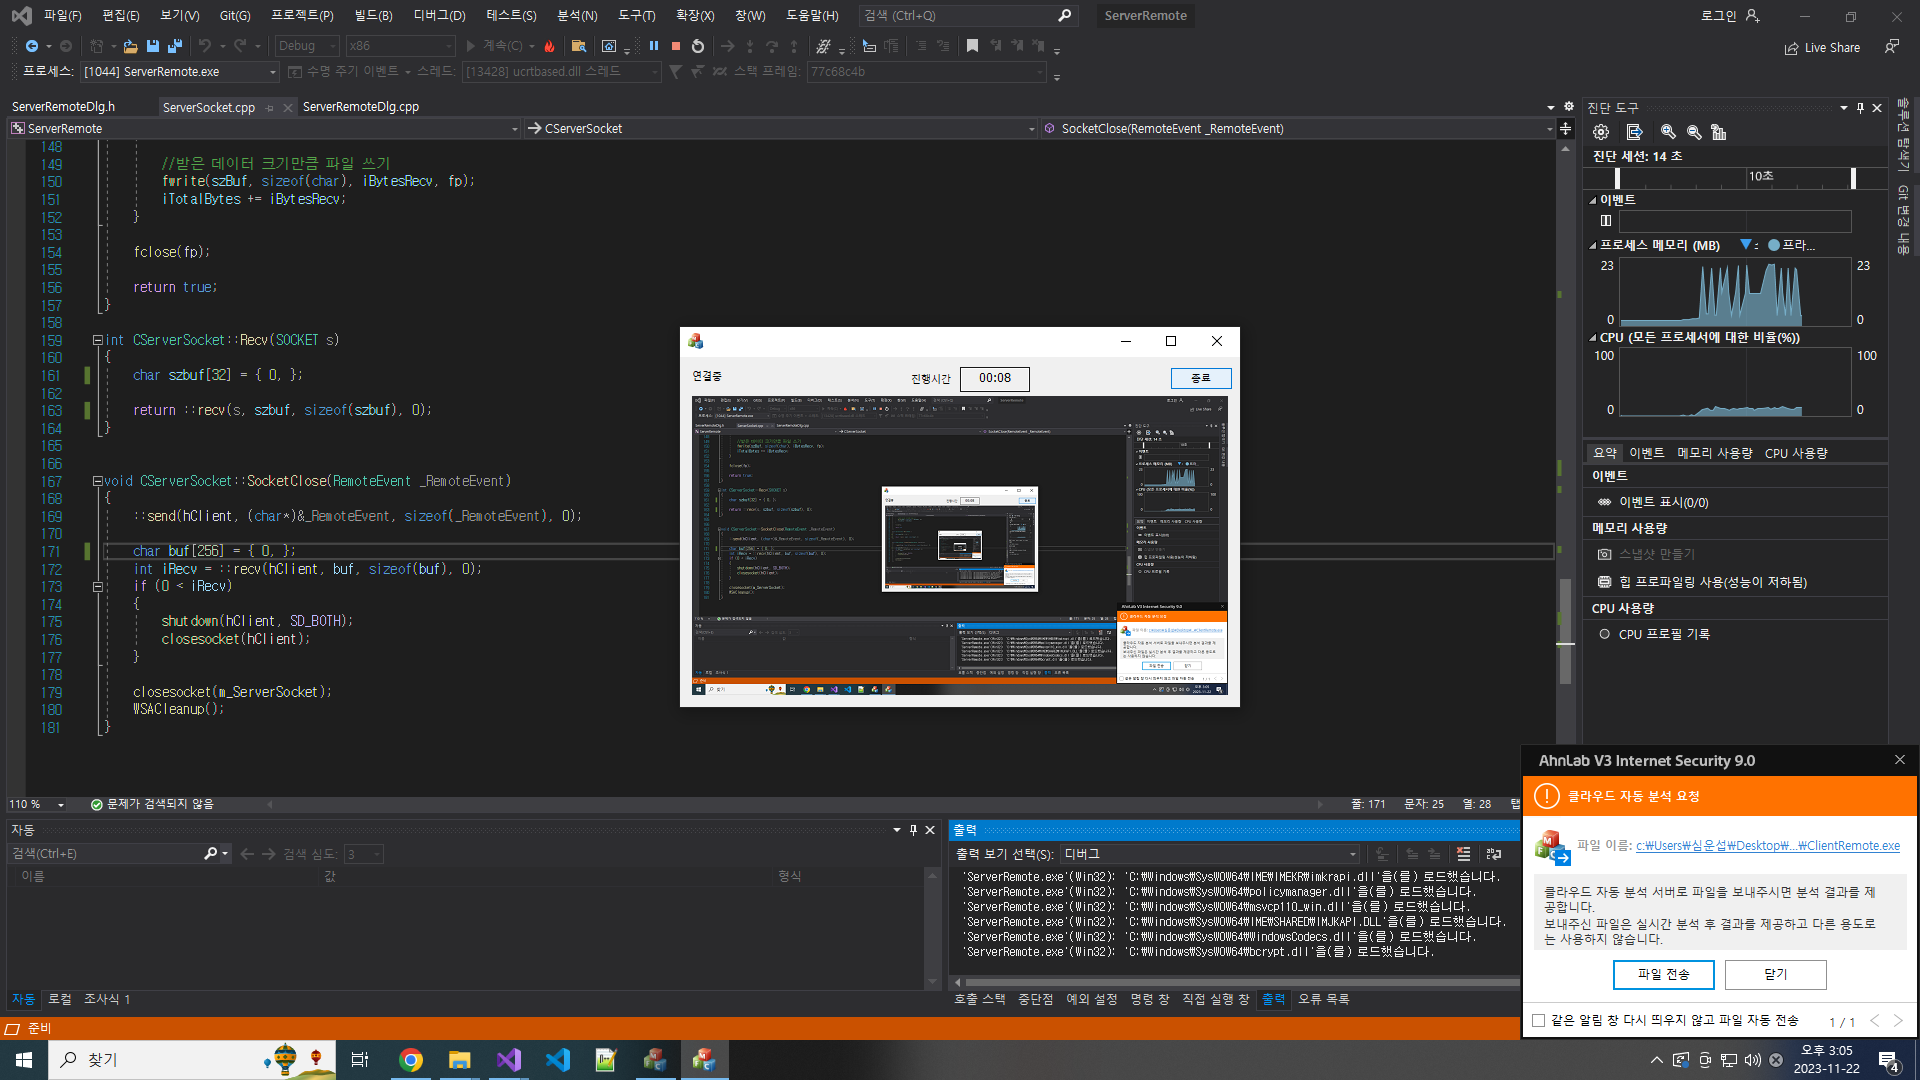 파일(F) 편집(E) 보기(V) Git(G) 프로젝트(P) 빌드(B) 디버그(D) 테스트(S) 분석(N) 도구(T) 확장(X) 창(W) 도움말(H) 검색 (Ctrl+Q) ServerRemote 로그인
Debug x86 계속(C) Live Share
프로세스: [1044] ServerRemote.exe 수명 주기 이벤트 스레드: [13428] ucrtbased.dll 스레드 스택 프레임: 77c68c4b
ServerRemoteDlg.h ServerSocket.cpp ServerRemoteDlg.cpp
ServerRemote CServerSocket SocketClose(RemoteEvent _RemoteEvent)
148
149 //받은 데이터 크기만큼 파일 쓰기
150 fwrite(szBuf, sizeof(char), iBytesRecv, fp);
151 iTotalBytes += iBytesRecv;
152 }
153
154 fclose(fp);
155
156 return true;
157 }
158
159 int CServerSocket::Recv(SOCKET s)
160 {
161 char szbuf[32] = { 0, };
162
163 return ::recv(s, szbuf, sizeof(szbuf), 0);
164 }
165
166
167 void CServerSocket::SocketClose(RemoteEvent _RemoteEvent)
168 {
169 ::send(hClient, (char*)&_RemoteEvent, sizeof(_RemoteEvent), 0);
170
171 char buf[256] = { 0, };
172 int iRecv = ::recv(hClient, buf, sizeof(buf), 0);
173 if (0 < iRecv)
174 {
175 shutdown(hClient, SD_BOTH);
176 closesocket(hClient);
177 }
178
179 closesocket(m_ServerSocket);
180 WSACleanup();
181 }
110 % 문제가 검색되지 않음 줄: 171 문자: 25 열: 28 탭
연결중 진행시간 00:08 종료
진단 도구
진단 세션: 14 초
10초
이벤트
프로세스 메모리 (MB) 프라...
23 23
0 0
CPU (모든 프로세서에 대한 비율(%))
100 100
0 0
요약 이벤트 메모리 사용량 CPU 사용량
이벤트
이벤트 표시(0/0)
메모리 사용량
스냅샷 만들기
힙 프로파일링 사용(성능이 저하됨)
CPU 사용량
CPU 프로필 기록
솔루션 탐색기
Git 변경 내용
자동
검색(Ctrl+E) 검색 심도: 3
이름 값 형식
자동 로컬 조사식 1
출력
출력 보기 선택(S): 디버그
'ServerRemote.exe'(Win32): 'C:\Windows\SysWOW64\IME\IMEKR\imkrapi.dll'을(를) 로드했습니다.
'ServerRemote.exe'(Win32): 'C:\Windows\SysWOW64\policymanager.dll'을(를) 로드했습니다.
'ServerRemote.exe'(Win32): 'C:\Windows\SysWOW64\msvcp110_win.dll'을(를) 로드했습니다.
'ServerRemote.exe'(Win32): 'C:\Windows\SysWOW64\IME\SHARED\IMJKAPI.DLL'을(를) 로드했습니다.
'ServerRemote.exe'(Win32): 'C:\Windows\SysWOW64\WindowsCodecs.dll'을(를) 로드했습니다.
'ServerRemote.exe'(Win32): 'C:\Windows\SysWOW64\bcrypt.dll'을(를) 로드했습니다.
호출 스택 중단점 예외 설정 명령 창 직접 실행 창 출력 오류 목록
AhnLab V3 Internet Security 9.0
클라우드 자동 분석 요청
파일 이름: c:\Users\심운섭\Desktop\...\ClientRemote.exe
클라우드 자동 분석 서버로 파일을 보내주시면 분석 결과를 제
공합니다.
보내주신 파일은 실시간 분석 후 결과를 제공하고 다른 용도로
는 사용하지 않습니다.
파일 전송 닫기
같은 알림 창 다시 띄우지 않고 파일 자동 전송 1 / 1
준비
찾기
오후 3:05
2023-11-22
4